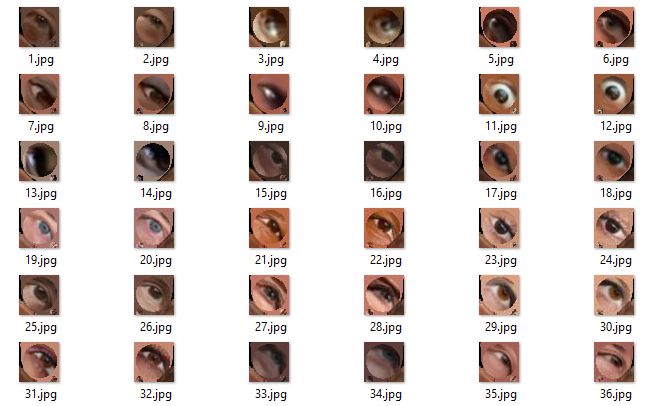 1.jpg 2.jpg 3.jpg 4.jpg 5.jpg 6.jpg
7.jpg 8.jpg 9.jpg 10.jpg 11.jpg 12.jpg
13.jpg 14.jpg 15.jpg 16.jpg 17.jpg 18.jpg
19.jpg 20.jpg 21.jpg 22.jpg 23.jpg 24.jpg
25.jpg 26.jpg 27.jpg 28.jpg 29.jpg 30.jpg
31.jpg 32.jpg 33.jpg 34.jpg 35.jpg 36.jpg